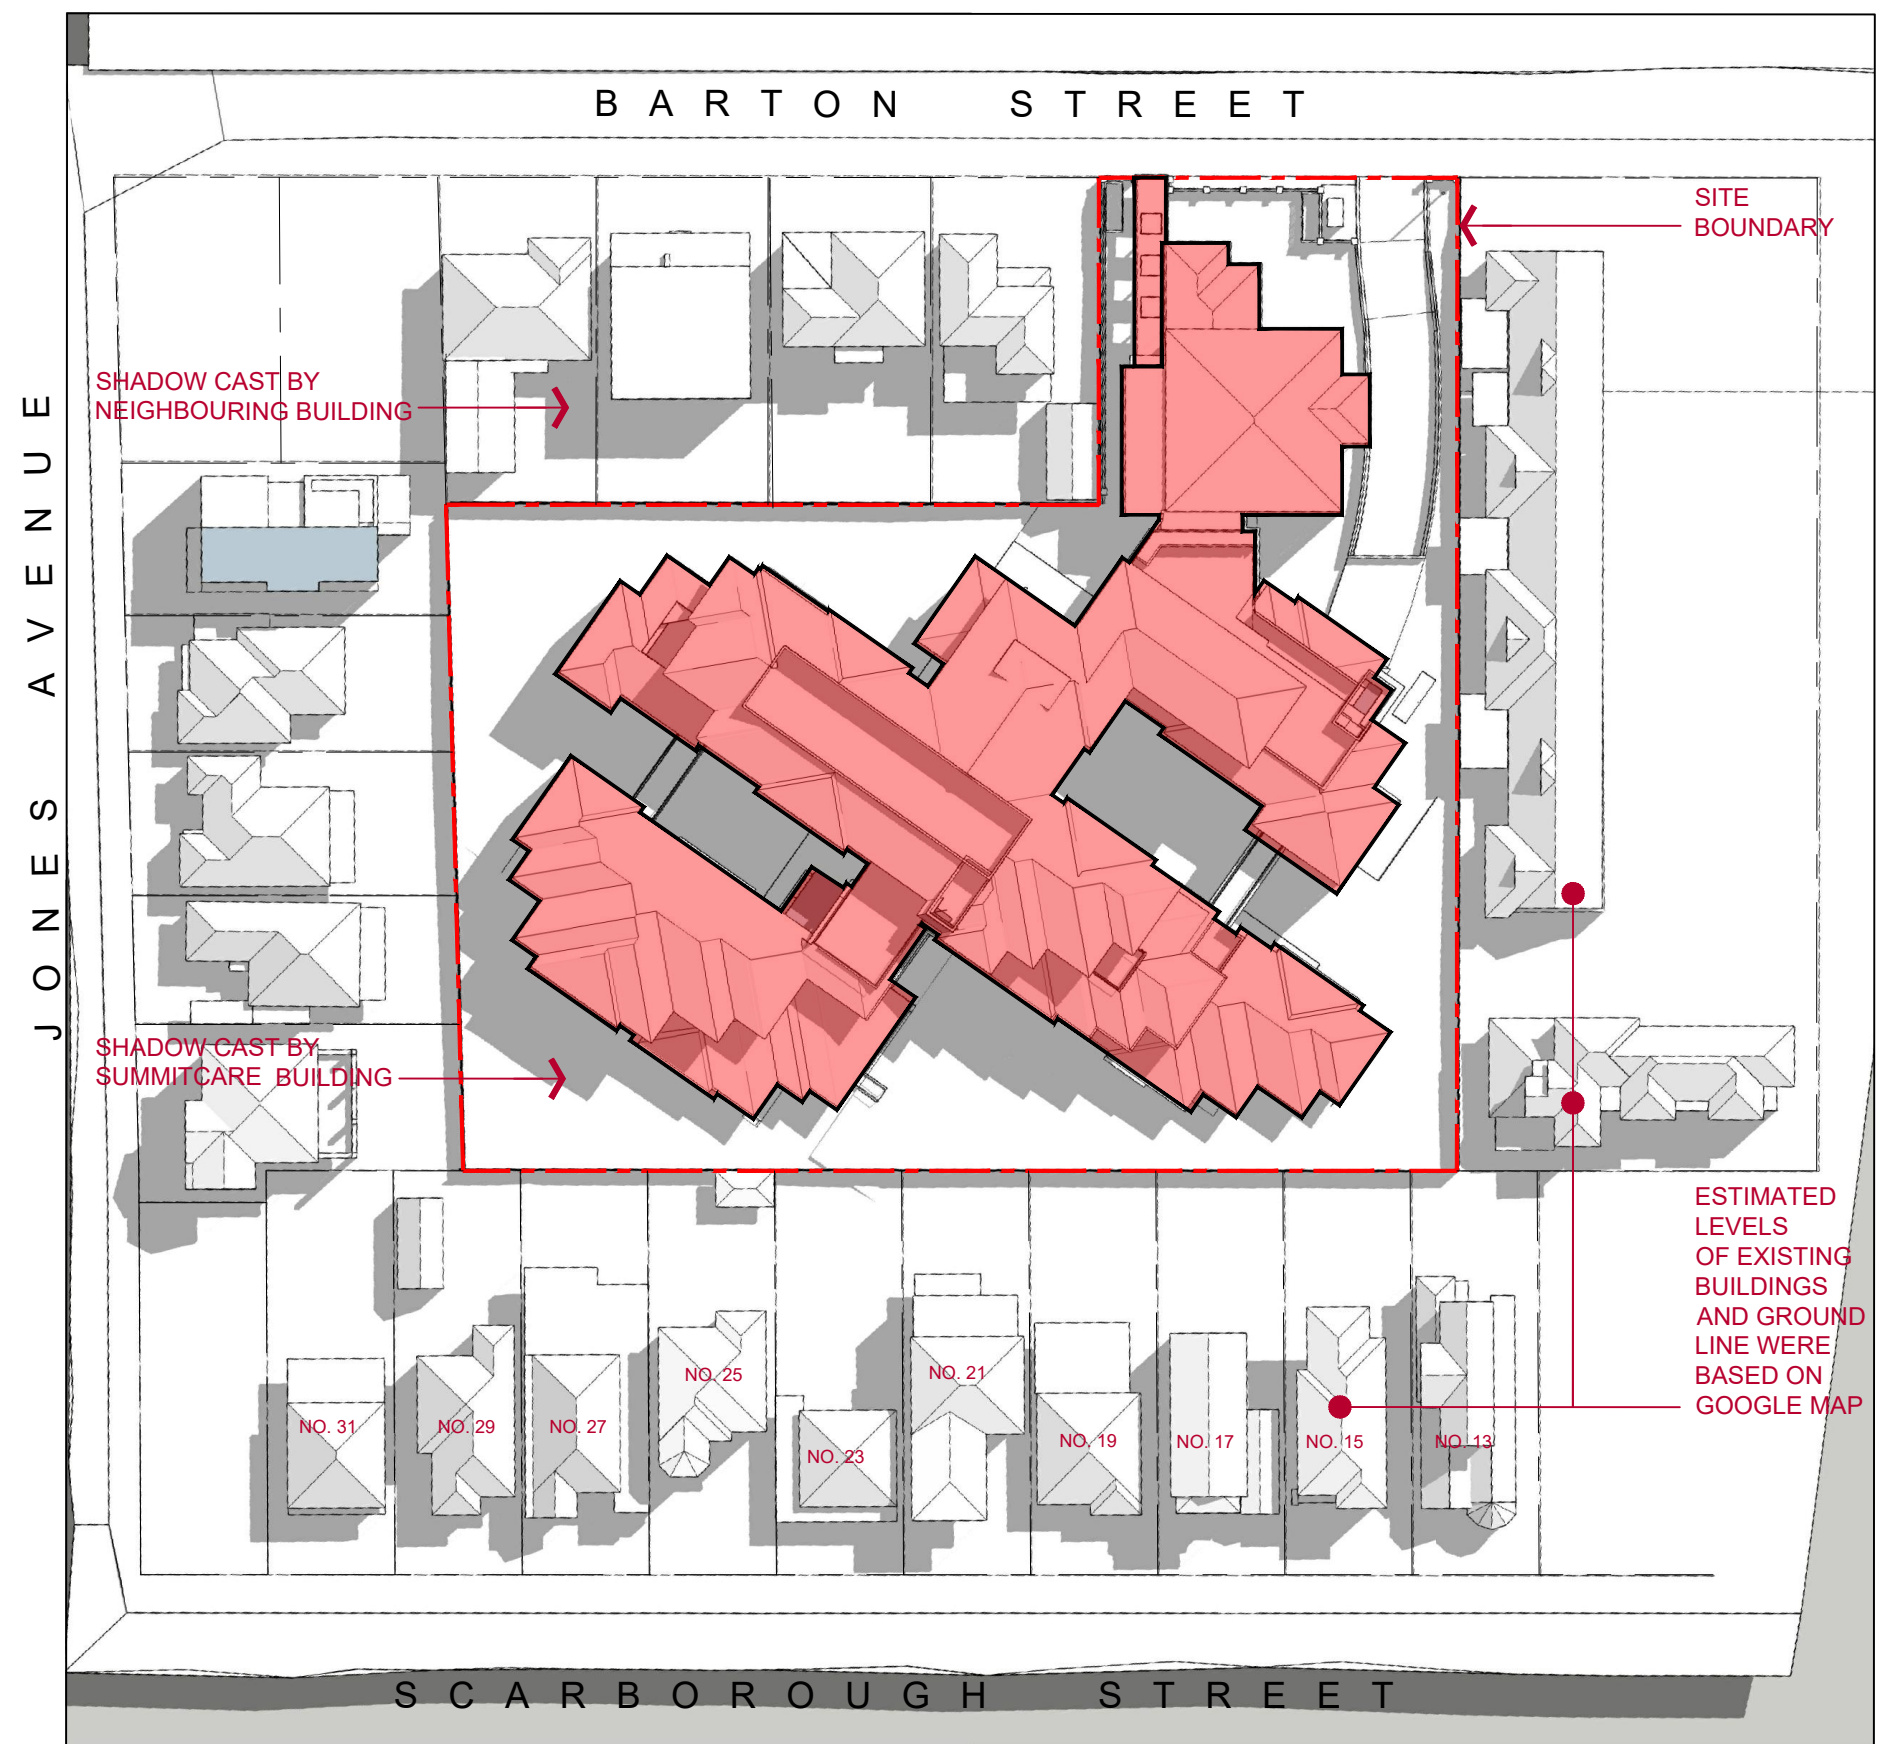 BARTON STREET
SITE
BOUNDARY
SHADOW CAST BY
NEIGHBOURING BUILDING
JONES AVENUE
SHADOW CAST BY
SUMMITCARE BUILDING
ESTIMATED
LEVELS
OF EXISTING
BUILDINGS
AND GROUND
LINE WERE
BASED ON
GOOGLE MAP
NO. 31
NO. 29
NO. 27
NO. 25
NO. 23
NO. 21
NO. 19
NO. 17
NO. 15
NO. 13
SCARBOROUGH STREET